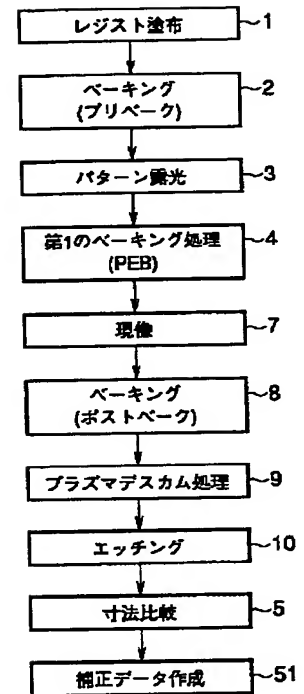 レジスト塗布 1
ベーキング 2
(プリベーク)
パターン露光 3
第1のベーキング処理 4
(PEB)
現像 7
ベーキング 8
(ポストベーク)
プラズマデスカム処理 9
エッチング 10
寸法比較 5
補正データ作成 51